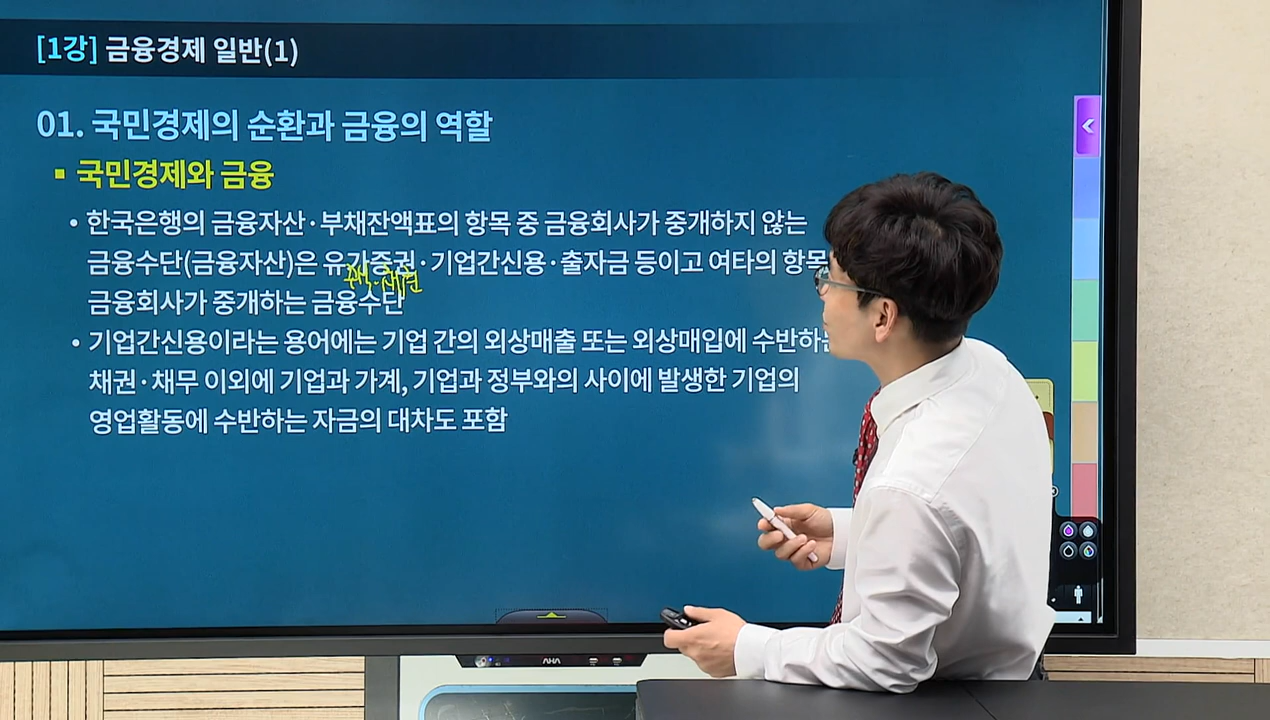 [1강] 금융경제 일반(1)
01. 국민경제의 순환과 금융의 역할
▪ 국민경제와 금융
• 한국은행의 금융자산·부채잔액표의 항목 중 금융회사가 중개하지 않는
금융수단(금융자산)은 유가증권·기업간신용·출자금 등이고 여타의 항목
주식·채권
금융회사가 중개하는 금융수단
• 기업간신용이라는 용어에는 기업 간의 외상매출 또는 외상매입에 수반하는
채권·채무 이외에 기업과 가계, 기업과 정부와의 사이에 발생한 기업의
영업활동에 수반하는 자금의 대차도 포함
AHA